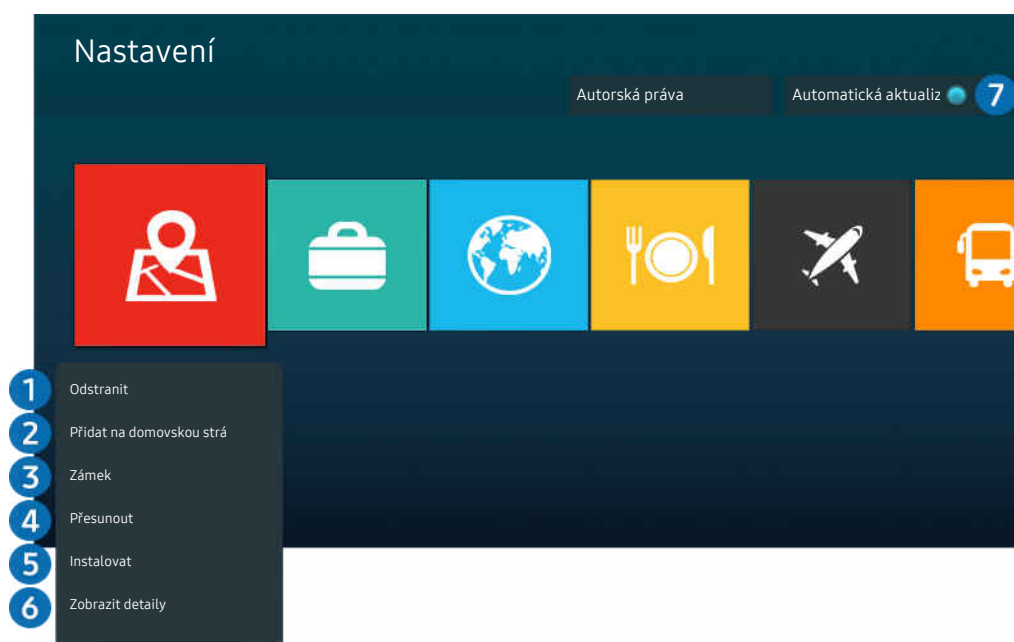 Nastavení
Autorská práva
Automatická aktualiz
7
1 Odstranit
2 Přidat na domovskou strá
3 Zámek
4 Přesunout
5 Instalovat
6 Zobrazit detaily